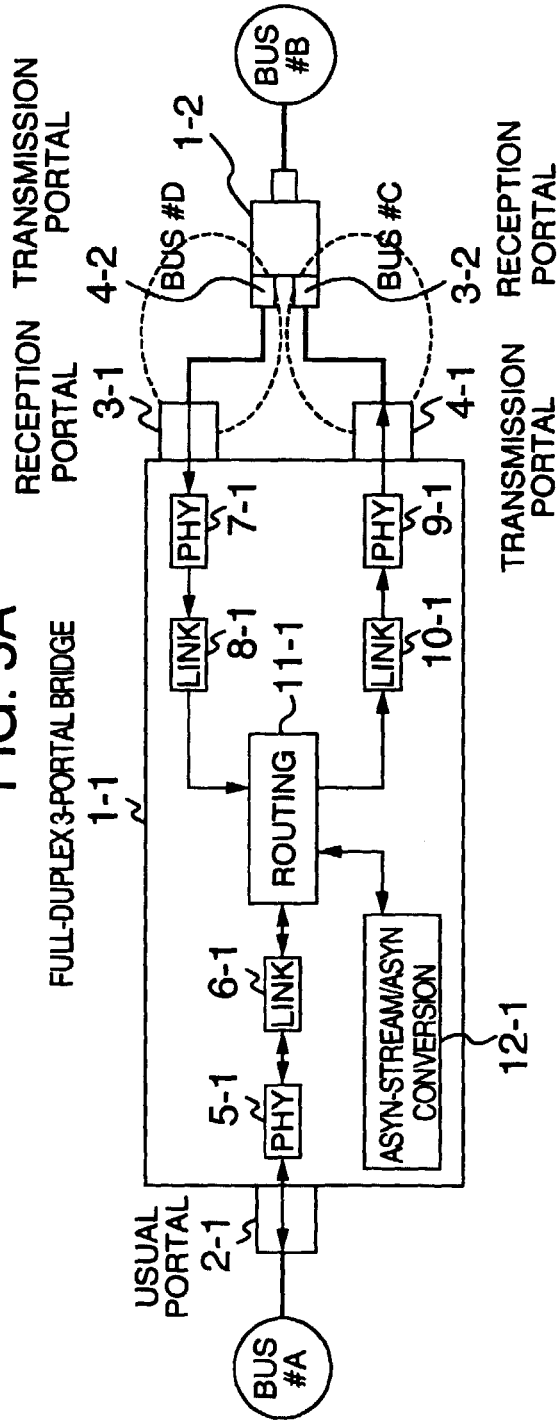 FIG. 3A
FULL-DUPLEX 3-PORTAL BRIDGE
1-1
USUAL
PORTAL
2-1
BUS
#A
5-1
PHY
6-1
LINK
ROUTING
11-1
ASYN-STREAM/ASYN
CONVERSION
12-1
LINK
8-1
PHY
7-1
LINK
10-1
PHY
9-1
RECEPTION
PORTAL
3-1
TRANSMISSION
PORTAL
4-2
BUS #D
1-2
BUS
#B
BUS #C
3-2
RECEPTION
PORTAL
4-1
TRANSMISSION
PORTAL